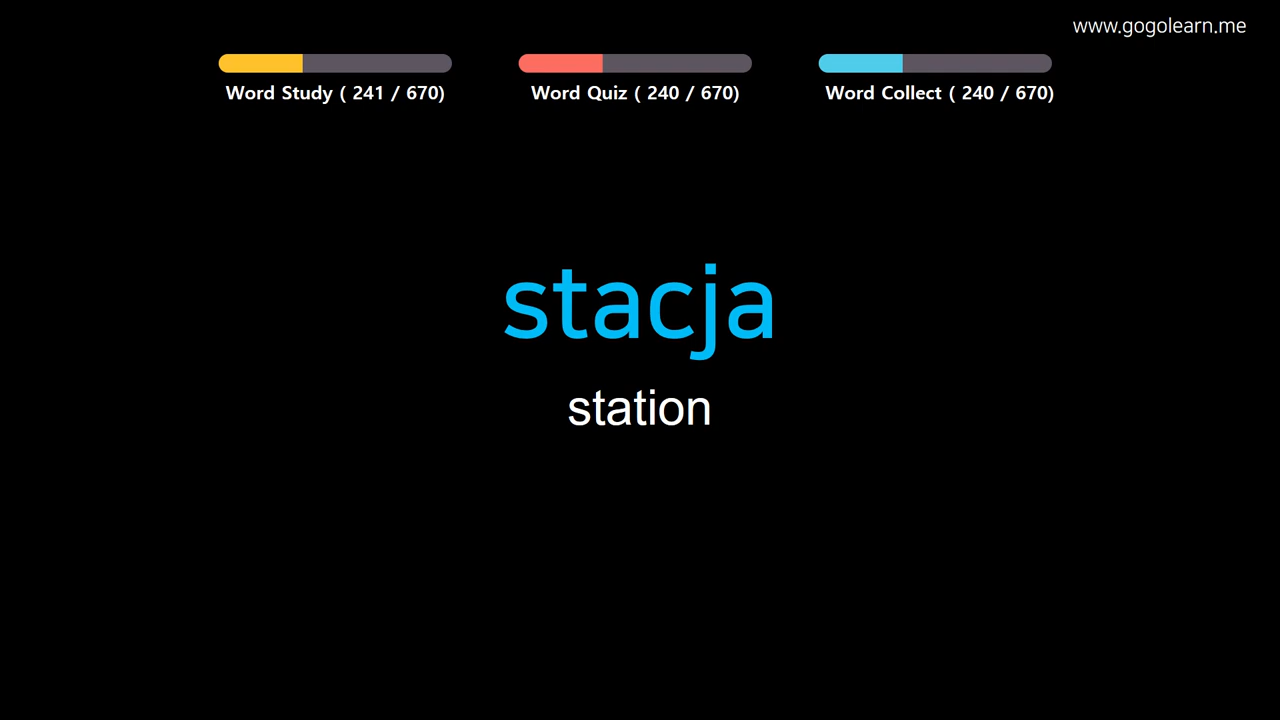 www.gogolearn.me
Word Study ( 241 / 670)
Word Quiz ( 240 / 670)
Word Collect ( 240 / 670)
stacja
station